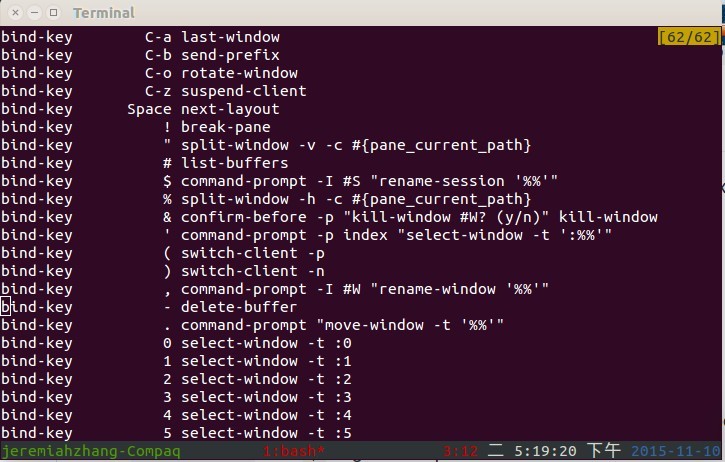 Terminal
bind-key C-a last-window [62/62]
bind-key C-b send-prefix
bind-key C-o rotate-window
bind-key C-z suspend-client
bind-key Space next-layout
bind-key ! break-pane
bind-key " split-window -v -c #{pane_current_path}
bind-key # list-buffers
bind-key $ command-prompt -I #S "rename-session '%%'"
bind-key % split-window -h -c #{pane_current_path}
bind-key & confirm-before -p "kill-window #W? (y/n)" kill-window
bind-key ' command-prompt -p index "select-window -t ':%%'"
bind-key ( switch-client -p
bind-key ) switch-client -n
bind-key , command-prompt -I #W "rename-window '%%'"
bind-key - delete-buffer
bind-key . command-prompt "move-window -t '%%'"
bind-key 0 select-window -t :0
bind-key 1 select-window -t :1
bind-key 2 select-window -t :2
bind-key 3 select-window -t :3
bind-key 4 select-window -t :4
bind-key 5 select-window -t :5
jeremiahzhang-Compaq 1:bash* 3:12 二 5:19:20 下午 2015-11-10